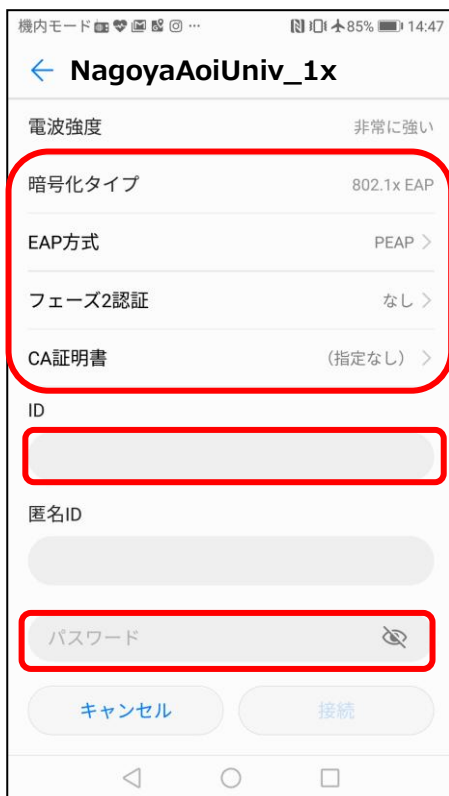 機内モード ··· 85% 14:47
NagoyaAoiUniv_1x
電波強度 非常に強い
暗号化タイプ 802.1x EAP
EAP方式 PEAP
フェーズ2認証 なし
CA証明書 (指定なし)
ID
匿名ID
パスワード
キャンセル 接続